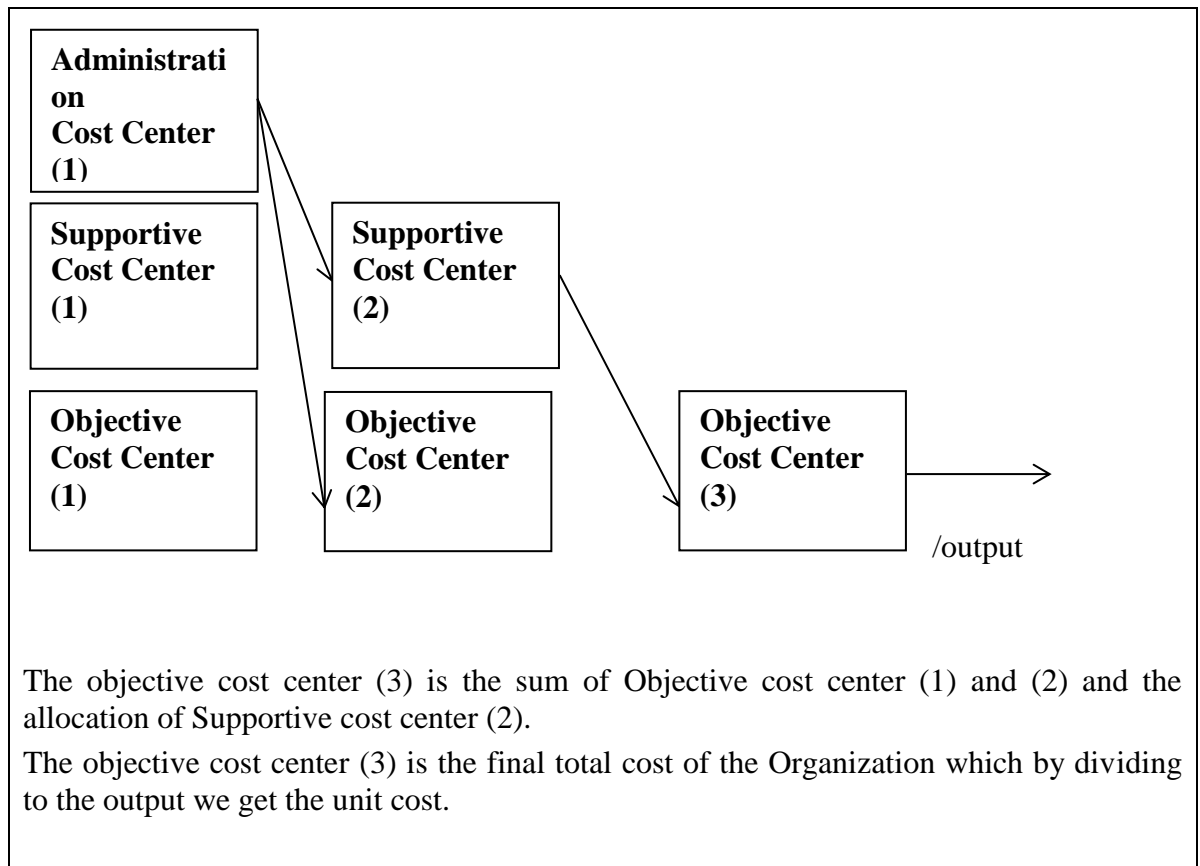 Administrati
on
Cost Center
(1)
Supportive
Cost Center
(1)
Supportive
Cost Center
(2)
Objective
Cost Center
(1)
Objective
Cost Center
(2)
Objective
Cost Center
(3)
/output
The objective cost center (3) is the sum of Objective cost center (1) and (2) and the
allocation of Supportive cost center (2).
The objective cost center (3) is the final total cost of the Organization which by dividing
to the output we get the unit cost.